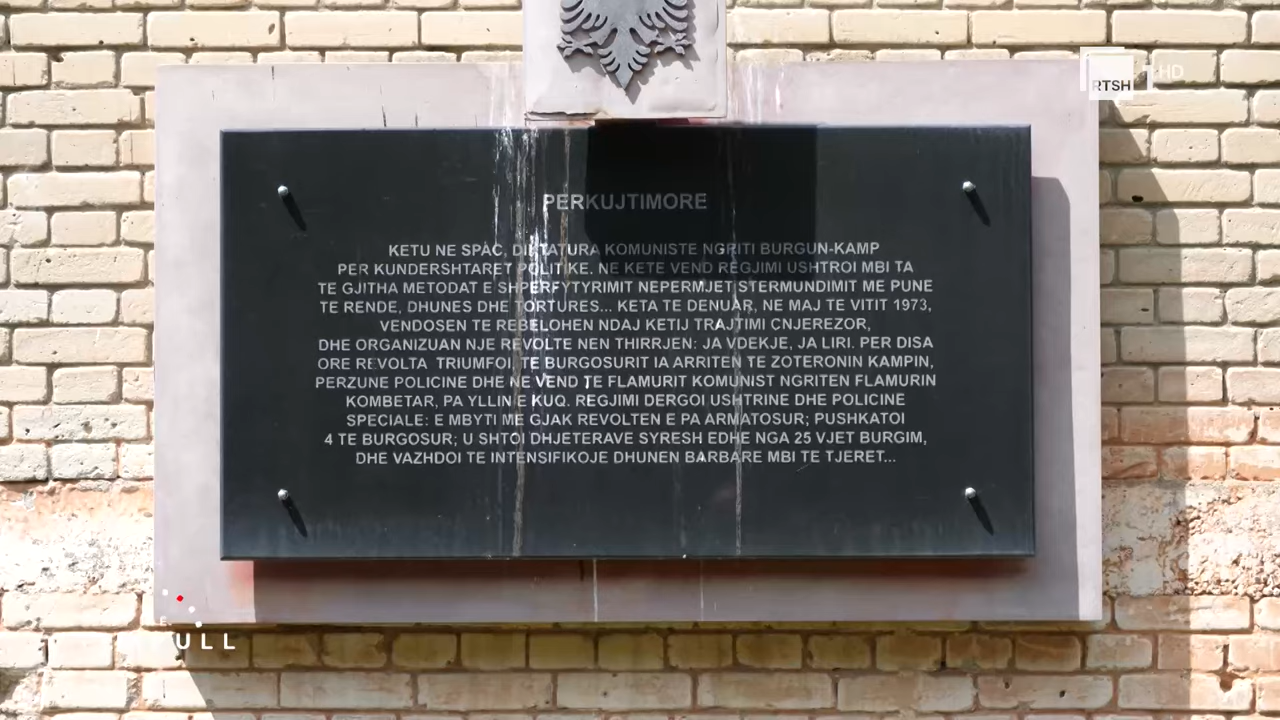 RTSH
HD
PERKUJTIMORE
KETU NE SPAC, DIKTATURA KOMUNISTE NGRITI BURGUN-KAMP
PER KUNDERSHTARET POLITIKE. NE KETE VEND REGJIMI USHTROI MBI TA
TE GJITHA METODAT E SHPERFYTYRIMIT NEPERMJET STERMUNDIMIT ME PUNE
TE RENDE, DHUNES DHE TORTURES... KETA TE DENUAR, NE MAJ TE VITIT 1973,
VENDOSEN TE REBELOHEN NDAJ KETIJ TRAJTIMI CNJEREZOR,
DHE ORGANIZUAN NJE REVOLTE NEN THIRRJEN: JA VDEKJE, JA LIRI. PER DISA
ORE REVOLTA TRIUMFOI, TE BURGOSURIT IA ARRITEN TE ZOTERONIN KAMPIN,
PERZUNE POLICINE DHE NE VEND TE FLAMURIT KOMUNIST NGRITEN FLAMURIN
KOMBETAR, PA YLLIN E KUQ. REGJIMI DERGOI USHTRINE DHE POLICINE
SPECIALE: E MBYTI ME GJAK REVOLTEN E PA ARMATOSUR; PUSHKATOI
4 TE BURGOSUR; U SHTOI DHJETERAVE SYRESH EDHE NGA 25 VJET BURGIM,
DHE VAZHDOI TE INTENSIFIKOJE DHUNEN BARBARE MBI TE TJERET...